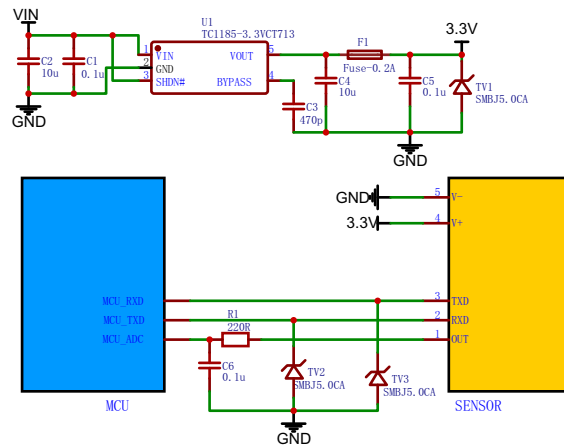 VIN
U1
TC1185-3.3VCT713
3.3V
F1
Fuse-0.2A
1
2
3
VIN
GND
SHDN#
VOUT
BYPASS
5
4
C2
10u
C1
0.1u
C4
10u
C5
0.1u
TV1
SMBJ5.0CA
C3
470p
GND
GND
GND
5
V-
3.3V
4
V+
MCU_RXD
3
TXD
MCU_TXD
R1
220R
2
RXD
MCU_ADC
1
OUT
C6
0.1u
TV2
SMBJ5.0CA
TV3
SMBJ5.0CA
MCU
SENSOR
GND